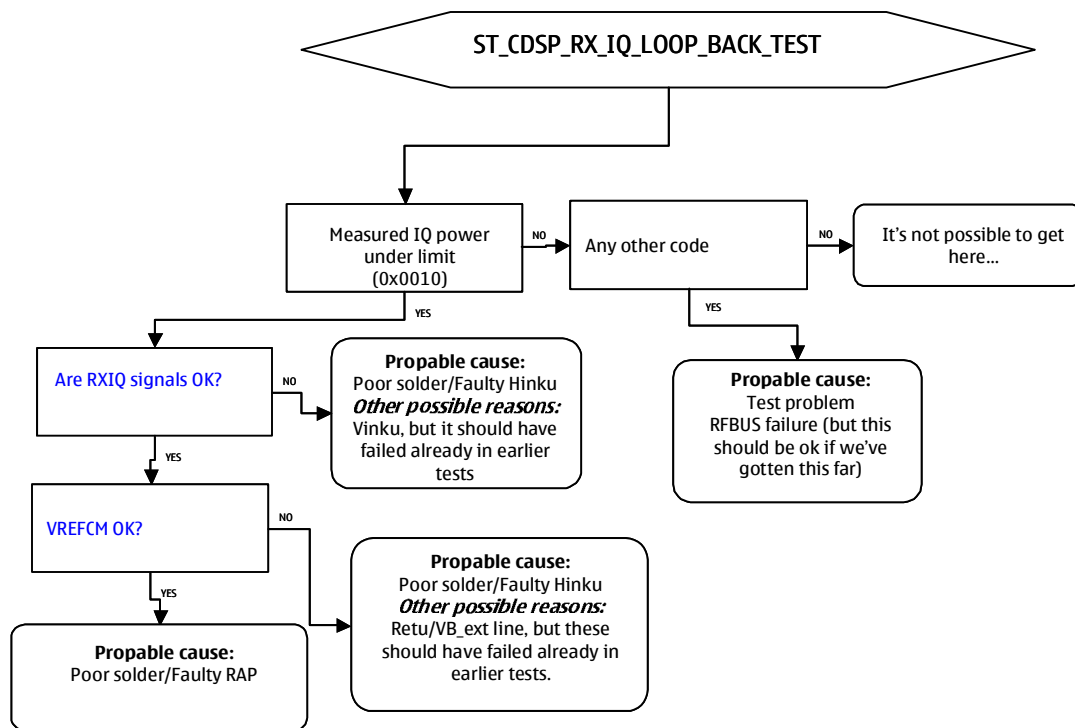 ST_CDSP_RX_IQ_LOOP_BACK_TEST
Measured IQ power
under limit
(0x0010)
NO
Any other code
NO
It's not possible to get
here...
YES
YES
Are RXIQ signals OK?
NO
Propable cause:
Poor solder/Faulty Hinku
Other possible reasons:
Vinku, but it should have
failed already in earlier
tests
Propable cause:
Test problem
RFBUS failure (but this
should be ok if we've
gotten this far)
YES
VREFCM OK?
NO
Propable cause:
Poor solder/Faulty Hinku
Other possible reasons:
Retu/VB_ext line, but these
should have failed already in
earlier tests.
YES
Propable cause:
Poor solder/Faulty RAP